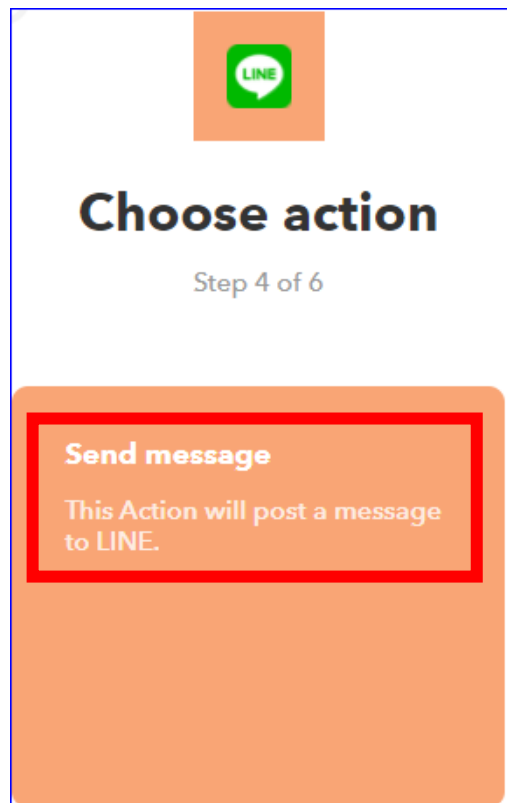 LINE
Choose action
Step 4 of 6
Send message
This Action will post a message
to LINE.